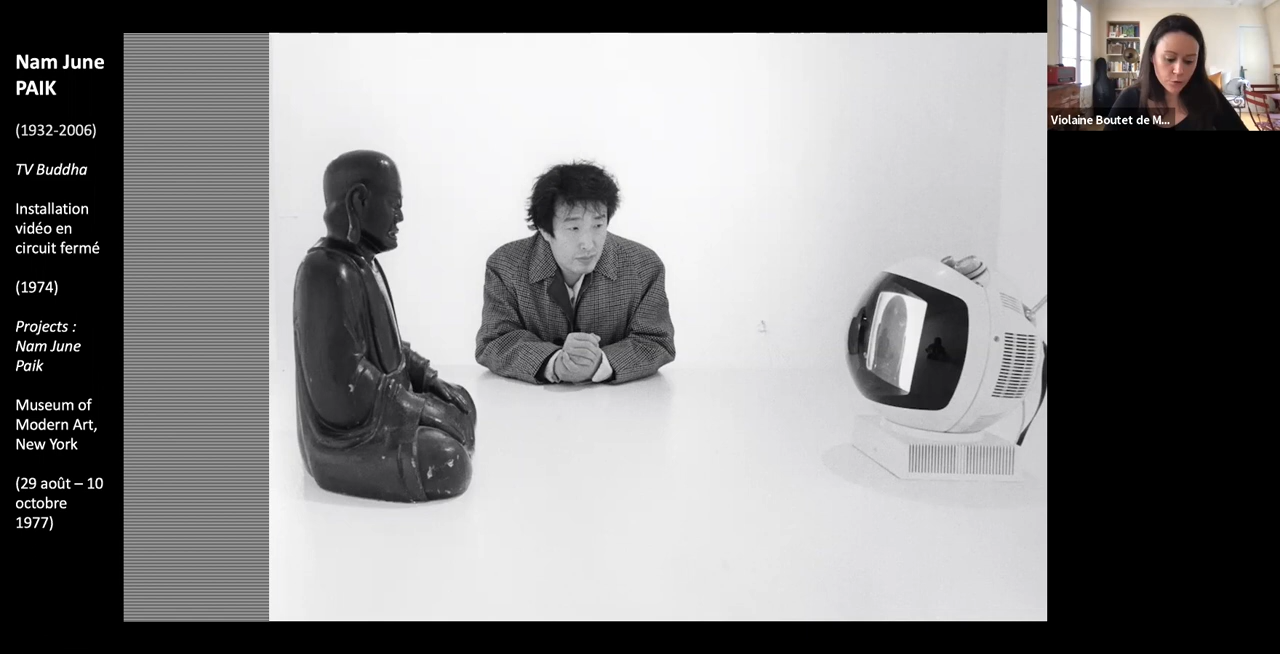 Nam June
PAIK
(1932-2006)
TV Buddha
Installation
vidéo en
circuit fermé
(1974)
Projects :
Nam June
Paik
Museum of
Modern Art,
New York
(29 août – 10
octobre
1977)
Violaine Boutet de M...